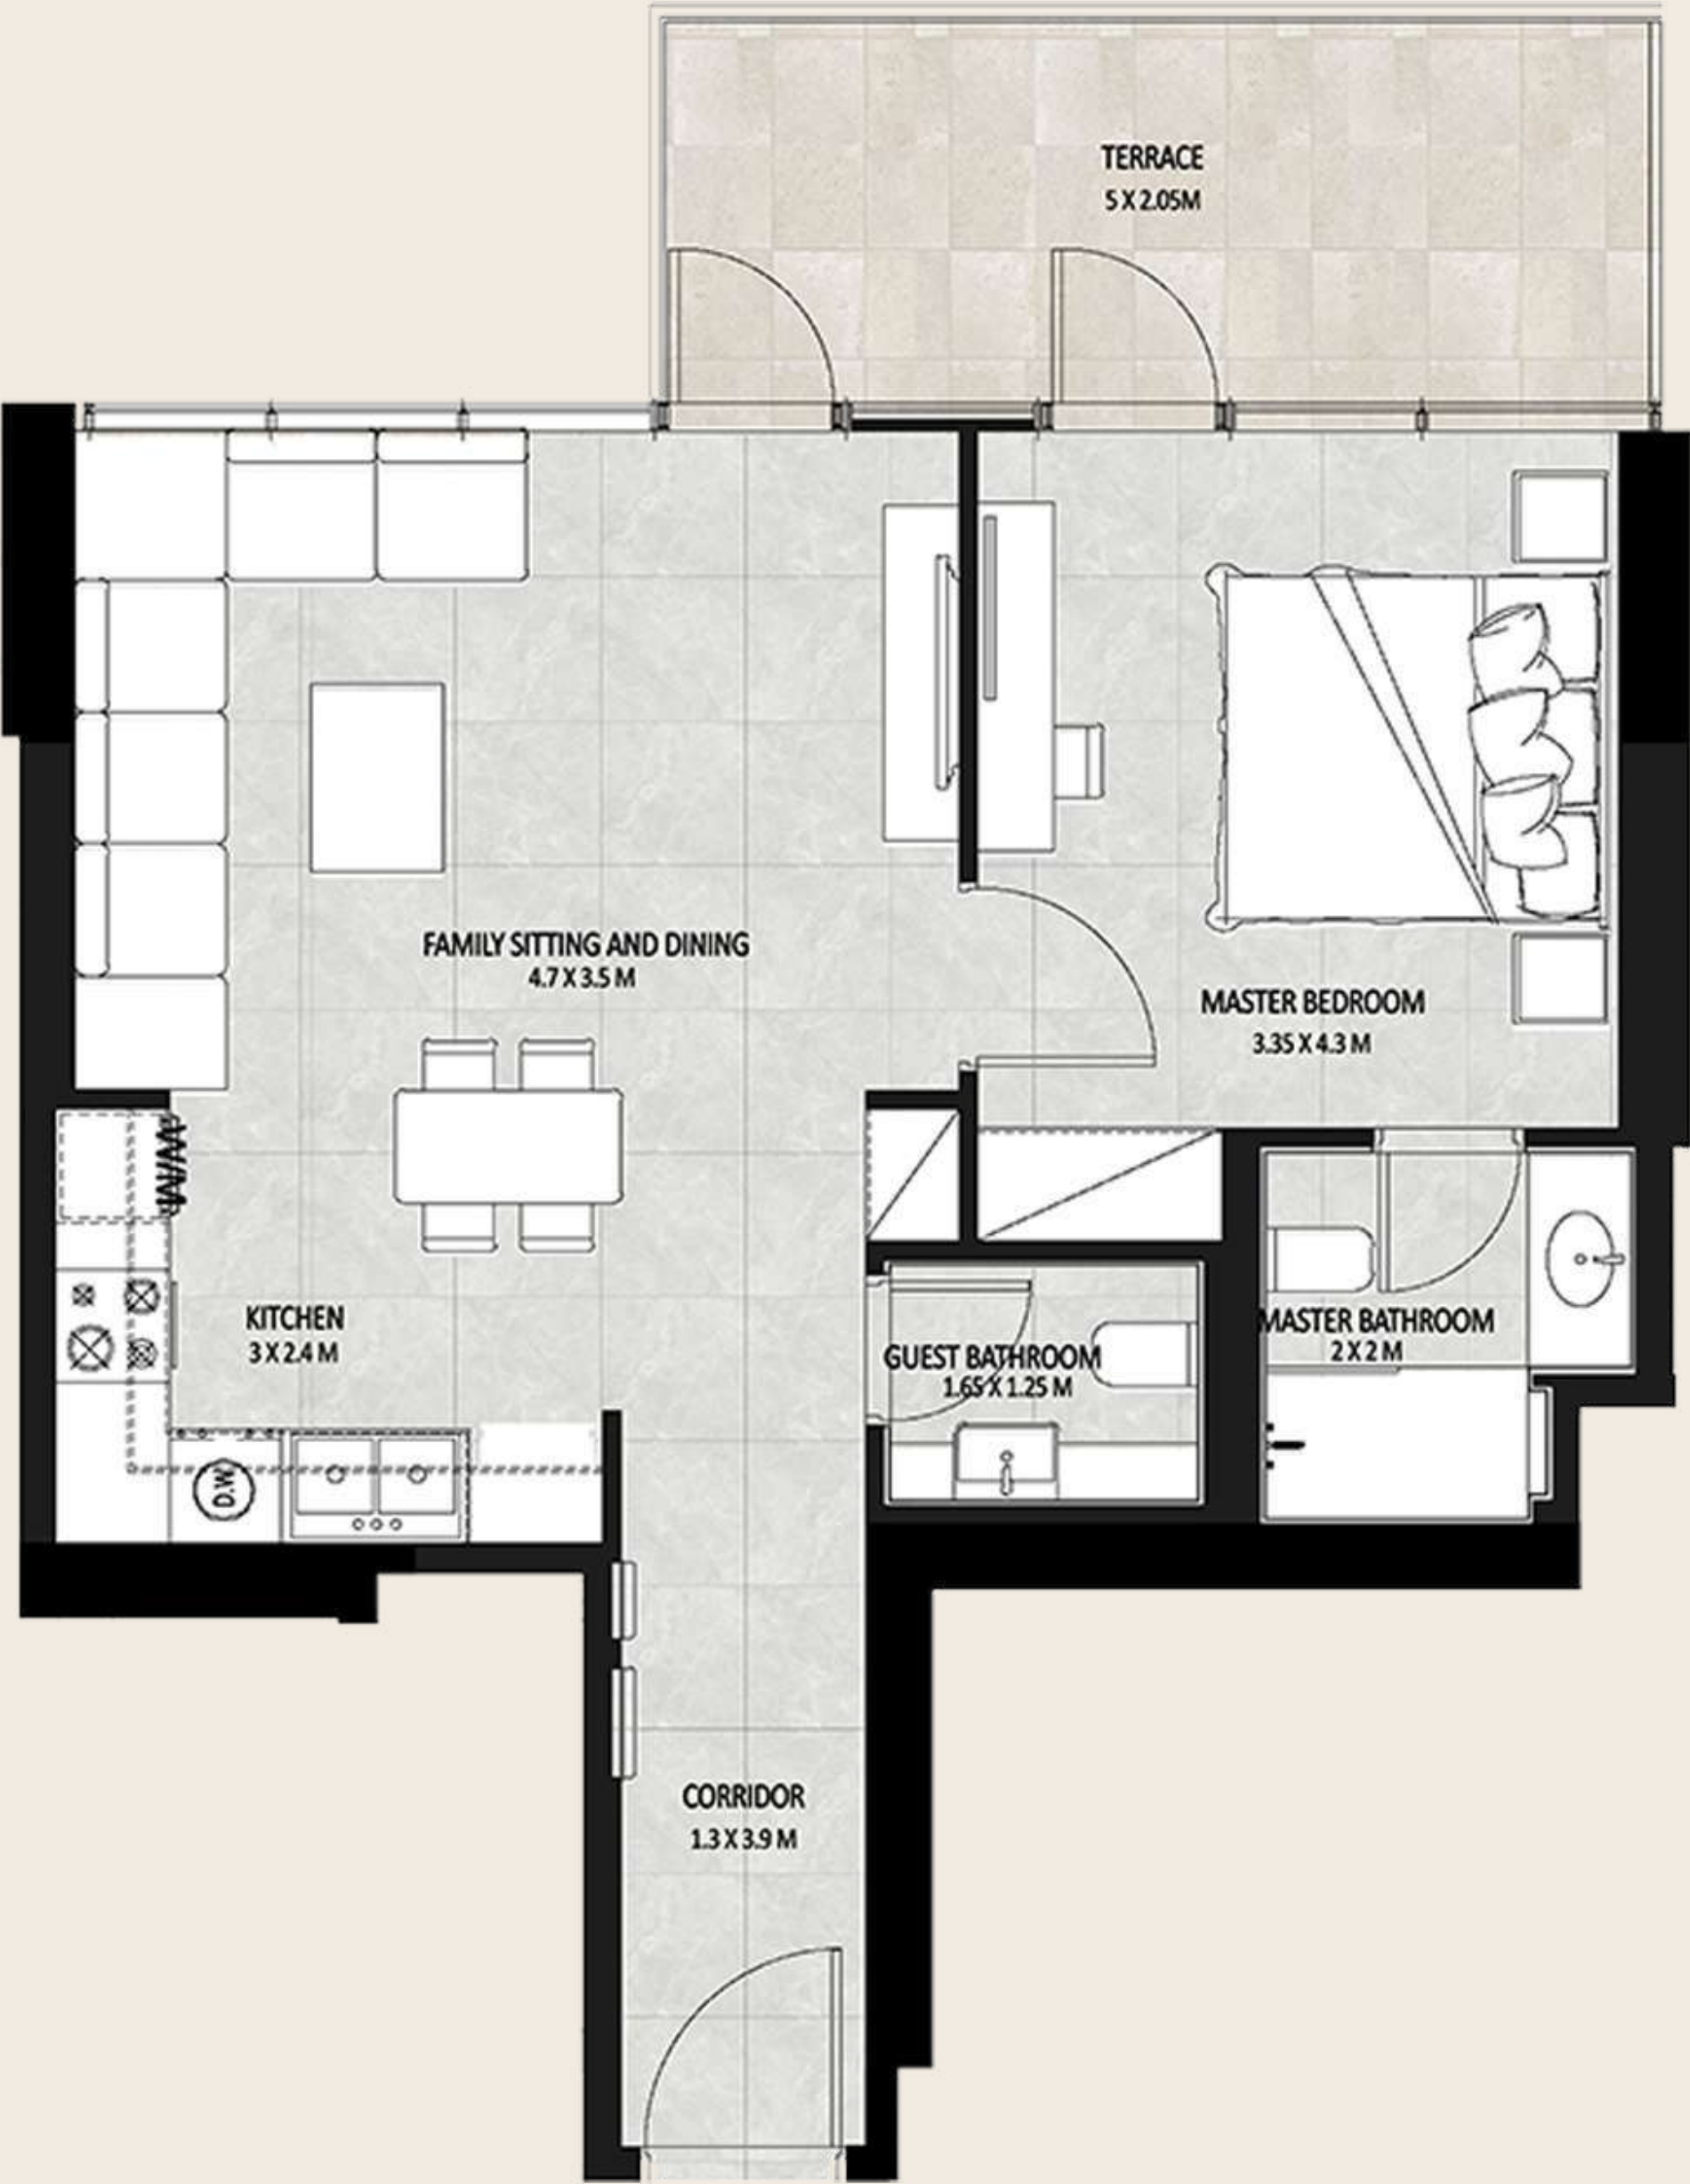 TERRACE
5 X 2.05M
FAMILY SITTING AND DINING
4.7 X 3.5 M
MASTER BEDROOM
3.35 X 4.3 M
KITCHEN
3 X 2.4 M
GUEST BATHROOM
1.65 X 1.25 M
MASTER BATHROOM
2 X 2 M
D.W
CORRIDOR
1.3 X 3.9 M